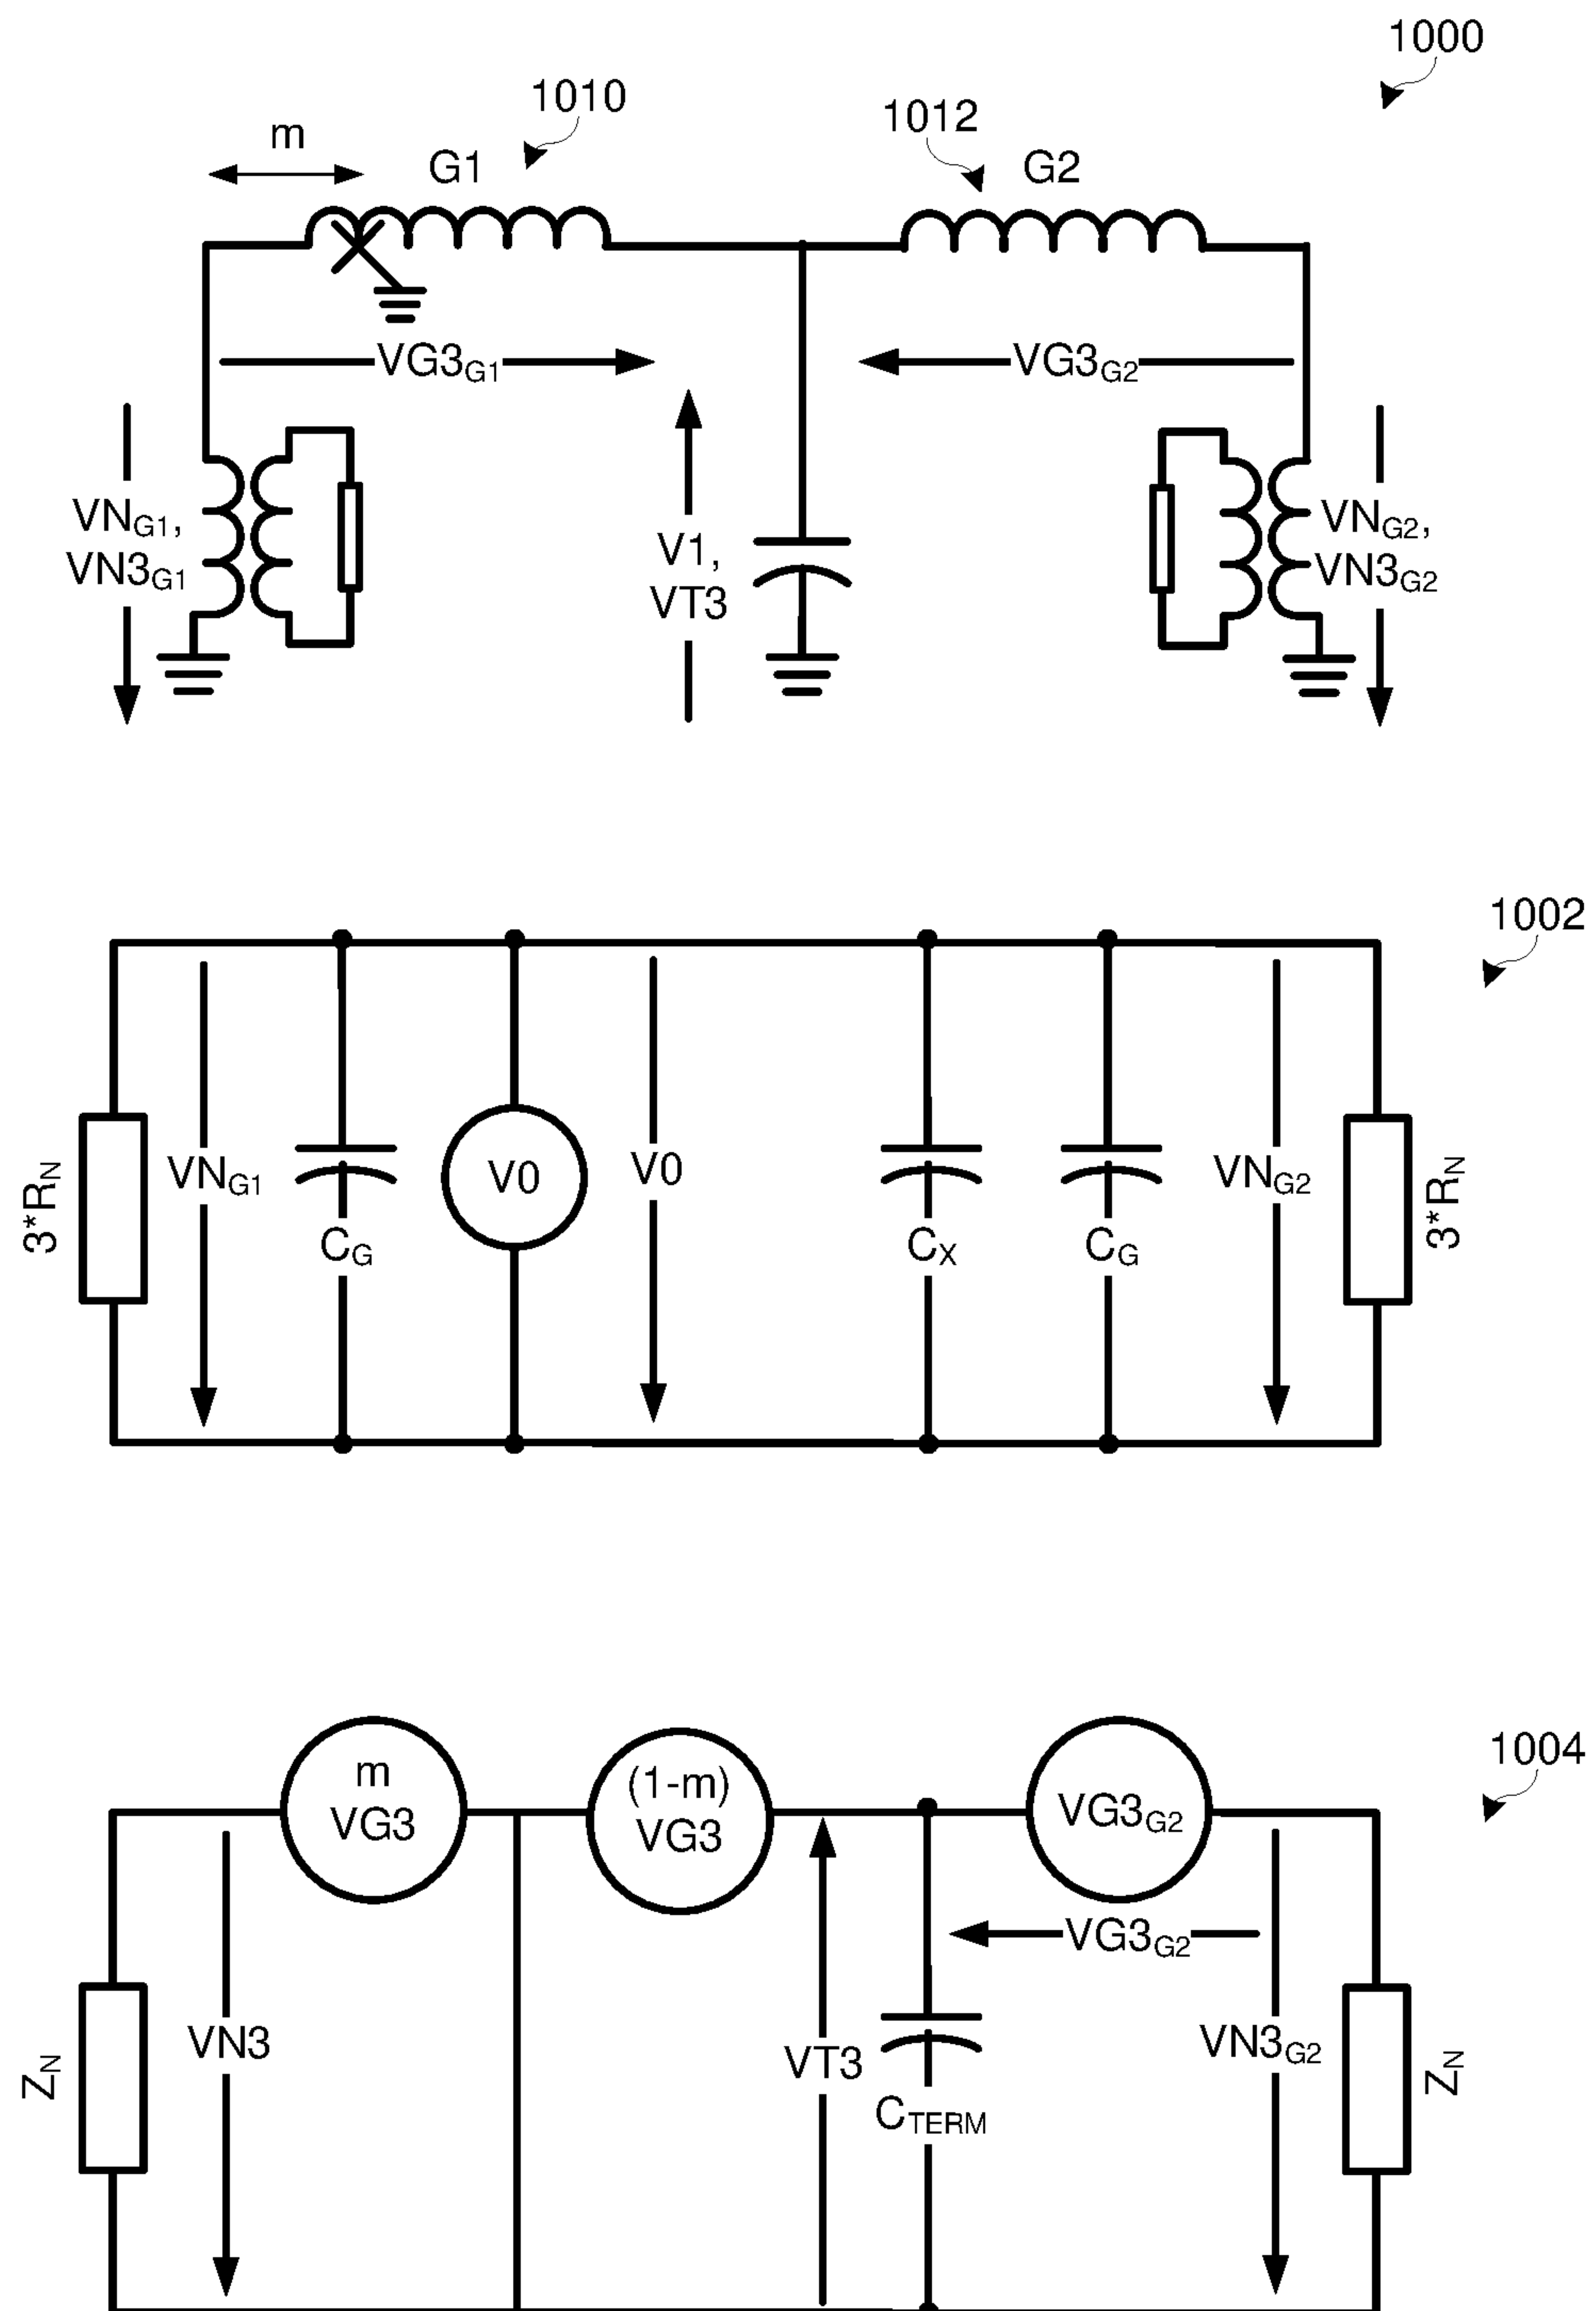 1000
1010
1012
m
G1
G2
VG3G1
VG3G2
VNG1,
VN3G1
V1,
VT3
VNG2,
VN3G2
1002
3*RN
VNG1
CG
V0
V0
CX
CG
VNG2
3*RN
1004
m
VG3
(1-m)
VG3
VG3G2
VG3G2
ZN
VN3
VT3
CTERM
VN3G2
ZN